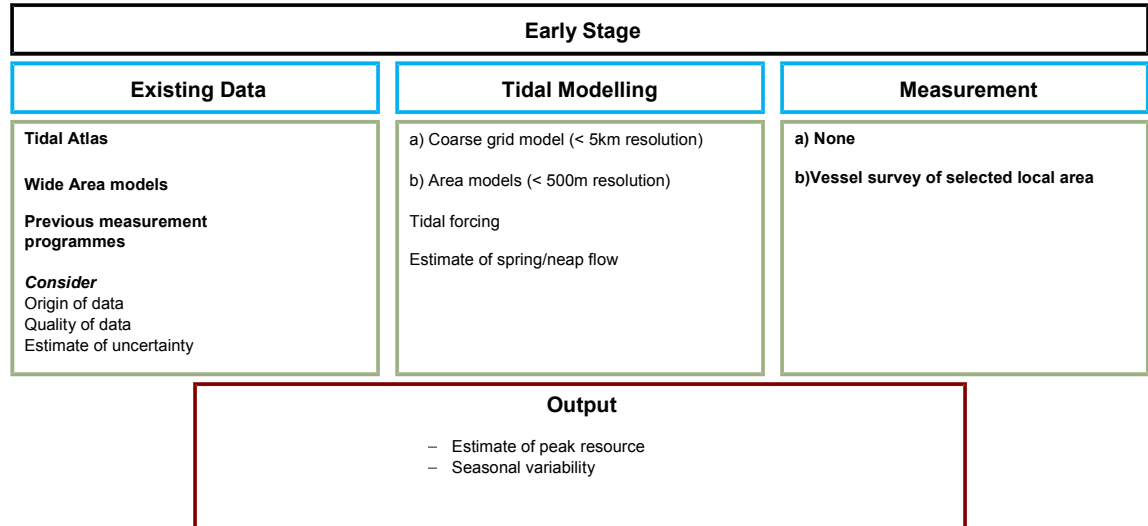 Early Stage
Existing Data
Tidal Modelling
Measurement
Tidal Atlas
Wide Area models
Previous measurement
programmes
Consider
Origin of data
Quality of data
Estimate of uncertainty
a) Coarse grid model (< 5km resolution)
b) Area models (< 500m resolution)
Tidal forcing
Estimate of spring/neap flow
a) None
b)Vessel survey of selected local area
Output
– Estimate of peak resource
– Seasonal variability